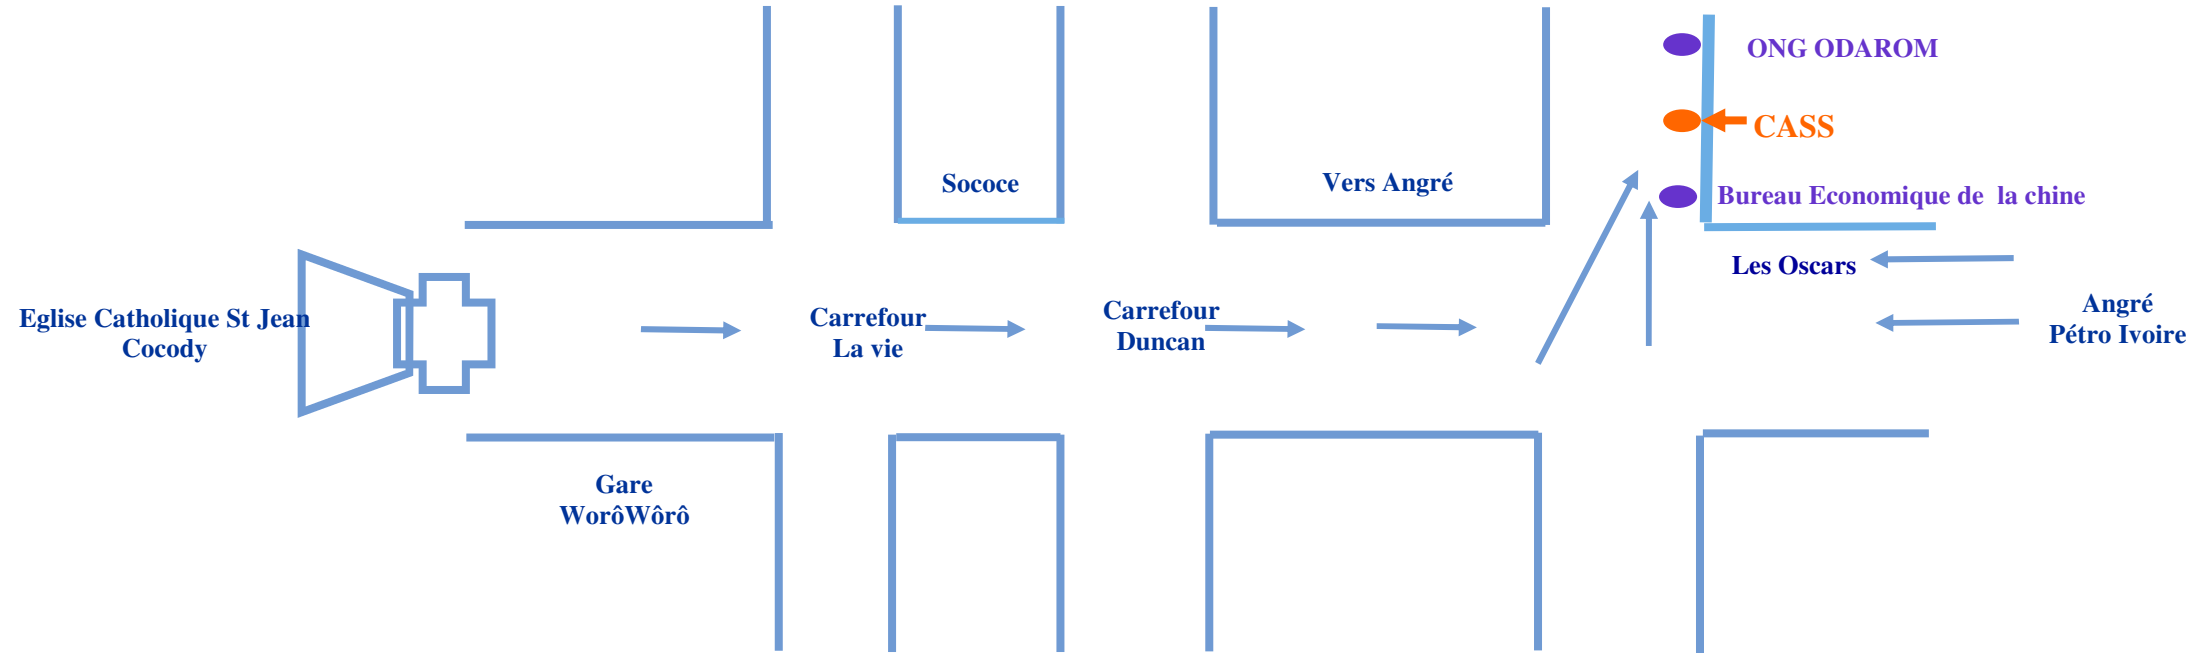 ONG ODAROM
CASS
Sococe
Vers Angré
Bureau Economique de la chine
Les Oscars
Eglise Catholique St Jean
Cocody
Carrefour
La vie
Carrefour
Duncan
Angré
Pétro Ivoire
Gare
WorôWôrô